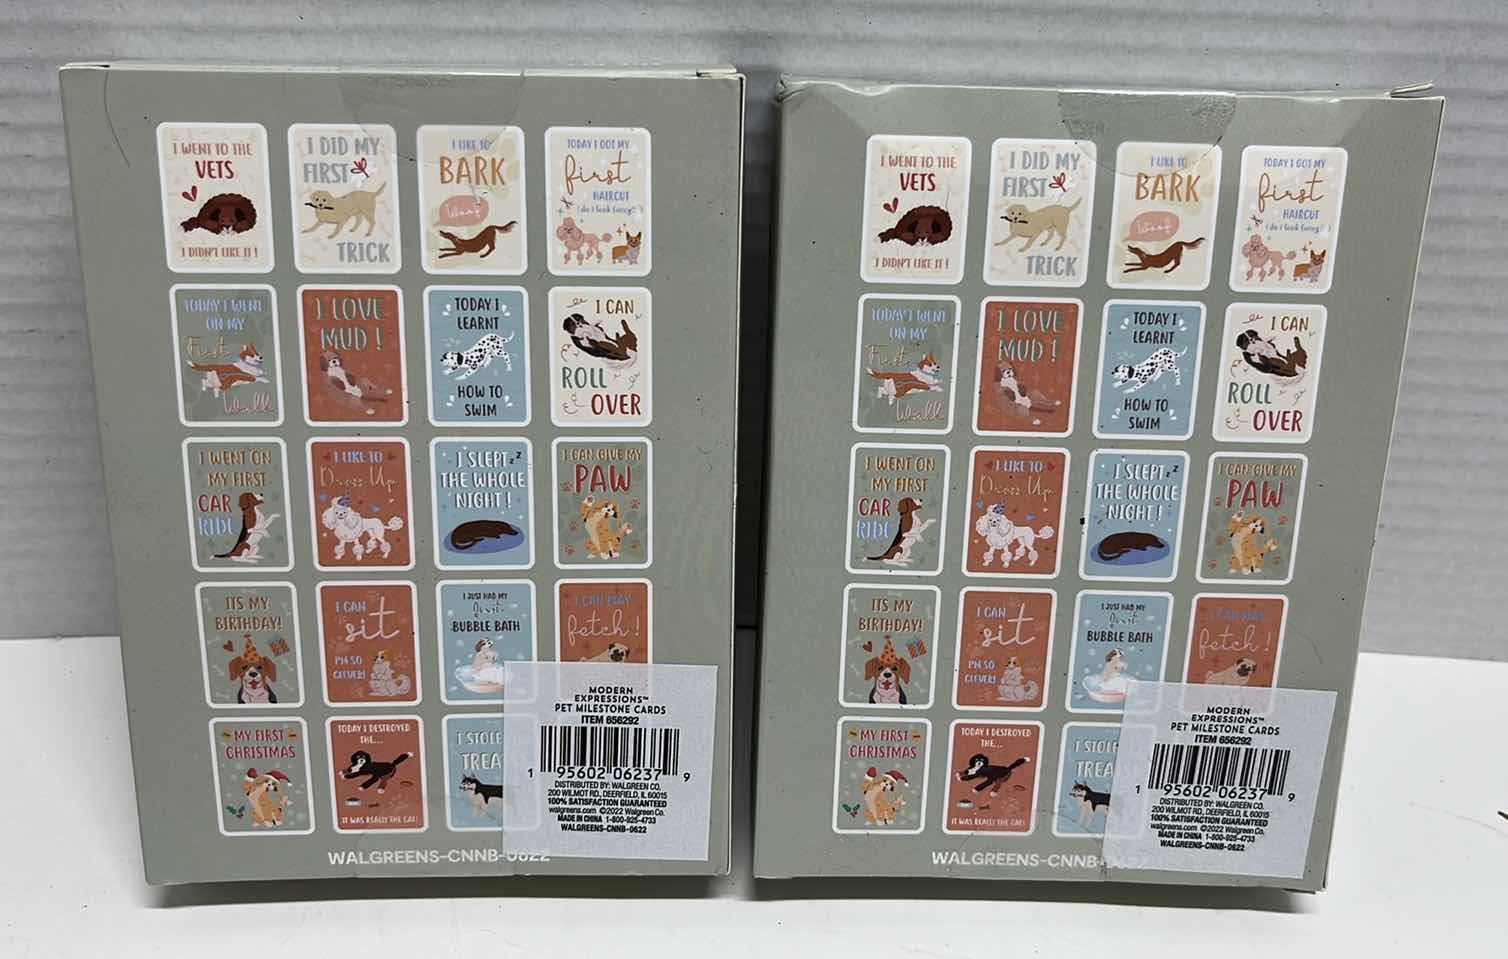 I WENT TO THE
VETS
I DIDN'T LIKE IT!
I DID MY
FIRST
TRICK
I LIKE TO
BARK
Woof
TODAY I GOT MY
first
HAIRCUT
(do i look fancy?)
TODAY I WENT
ON MY
First
Walk
I LOVE
MUD!
TODAY I
LEARNT
HOW TO
SWIM
I CAN
ROLL
OVER
I WENT ON
MY FIRST
CAR
RIDE
I LIKE TO
Dress Up
I SLEPT zz
THE WHOLE
NIGHT!
I CAN GIVE MY
PAW
ITS MY
BIRTHDAY!
I CAN
sit
I'M SO
CLEVER!
I JUST HAD MY
first
BUBBLE BATH
I CAN PLAY
fetch!
MY FIRST
CHRISTMAS
TODAY I DESTROYED
THE...
IT WAS REALLY THE CAT!
I STOLE
TREA
MODERN
EXPRESSIONS™
PET MILESTONE CARDS
ITEM 656292
1 95602 06237 9
DISTRIBUTED BY: WALGREEN CO.
200 WILMOT RD., DEERFIELD, IL 60015
100% SATISFACTION GUARANTEED
walgreens.com ©2022 Walgreen Co.
MADE IN CHINA 1-800-925-4733
WALGREENS-CNNB-0622
WALGREENS-CNNB-0622
I WENT TO THE
VETS
I DIDN'T LIKE IT!
I DID MY
FIRST
TRICK
I LIKE TO
BARK
Woof
TODAY I GOT MY
first
HAIRCUT
(do i look fancy?)
TODAY I WENT
ON MY
First
Walk
I LOVE
MUD!
TODAY I
LEARNT
HOW TO
SWIM
I CAN
ROLL
OVER
I WENT ON
MY FIRST
CAR
RIDE
I LIKE TO
Dress Up
I SLEPT zz
THE WHOLE
NIGHT!
I CAN GIVE MY
PAW
ITS MY
BIRTHDAY!
I CAN
sit
I'M SO
CLEVER!
I JUST HAD MY
first
BUBBLE BATH
I CAN PLAY
fetch!
MY FIRST
CHRISTMAS
TODAY I DESTROYED
THE...
IT WAS REALLY THE CAT!
I STOLE
TREA
MODERN
EXPRESSIONS™
PET MILESTONE CARDS
ITEM 656292
1 95602 06237 9
DISTRIBUTED BY: WALGREEN CO.
200 WILMOT RD., DEERFIELD, IL 60015
100% SATISFACTION GUARANTEED
walgreens.com ©2022 Walgreen Co.
MADE IN CHINA 1-800-925-4733
WALGREENS-CNNB-0622
WALGREENS-CNNB-0622